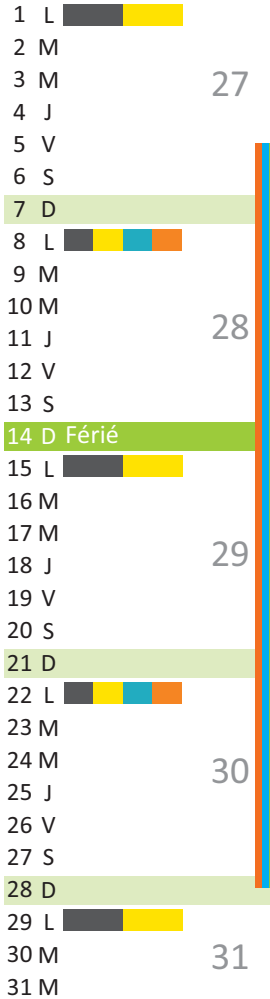 1 L
2 M
3 M 27
4 J
5 V
6 S
7 D
8 L
9 M
10 M
11 J 28
12 V
13 S
14 D Férié
15 L
16 M
17 M
18 J 29
19 V
20 S
21 D
22 L
23 M
24 M 30
25 J
26 V
27 S
28 D
29 L
30 M 31
31 M